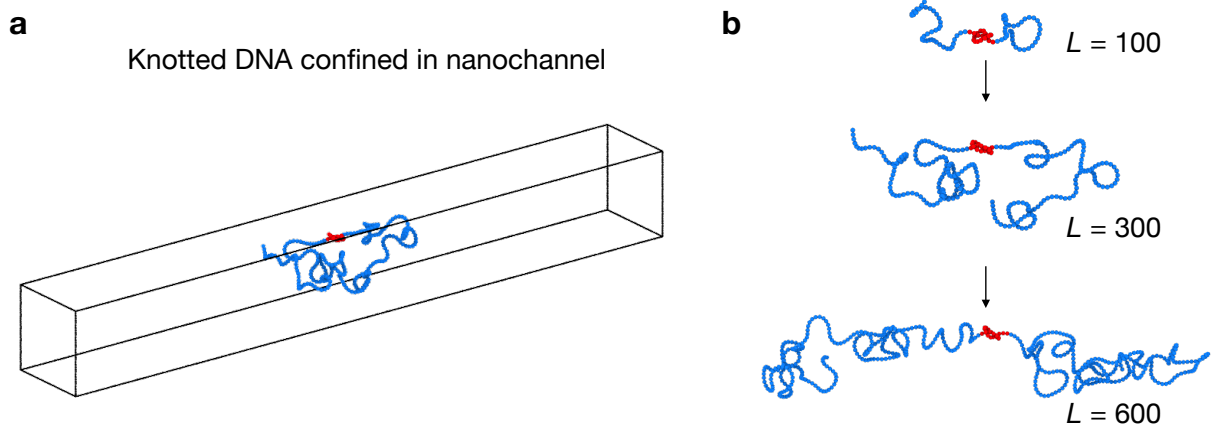 a
Knotted DNA confined in nanochannel
b
L = 100
L = 300
L = 600